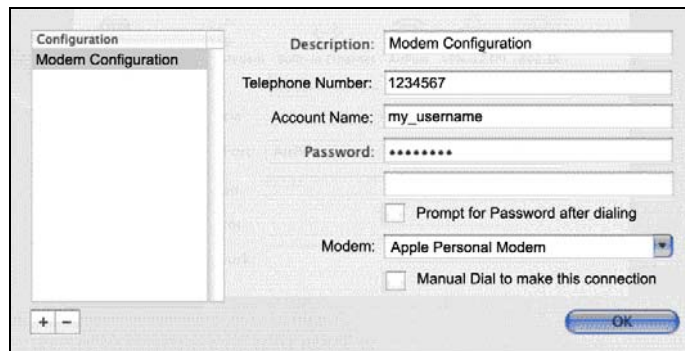 Configuration
Modem Configuration
Description: Modem Configuration
Telephone Number: 1234567
Account Name: my_username
Password: ••••••••
Prompt for Password after dialing
Modem: Apple Personal Modem
Manual Dial to make this connection
+ −
OK